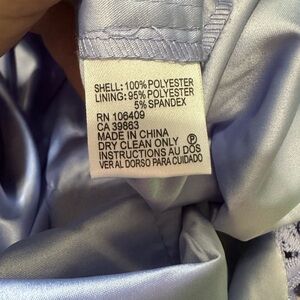 SHELL: 100% POLYESTER
LINING: 95% POLYESTER
5% SPANDEX
RN 106409
CA 39863
MADE IN CHINA
DRY CLEAN ONLY Ⓟ
INSTRUCTIONS AU DOS
VER AL DORSO PARA CUIDADO